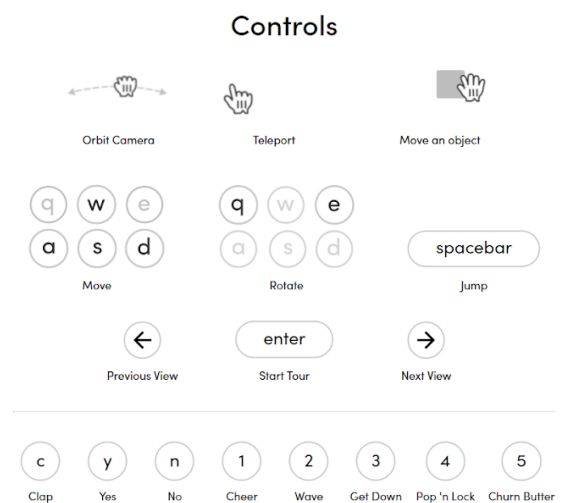 Controls
Orbit Camera Teleport Move an object
q w e q w e
a s d a s d spacebar
Move Rotate Jump
enter
Previous View Start Tour Next View
c y n 1 2 3 4 5
Clap Yes No Cheer Wave Get Down Pop 'n Lock Churn Butter